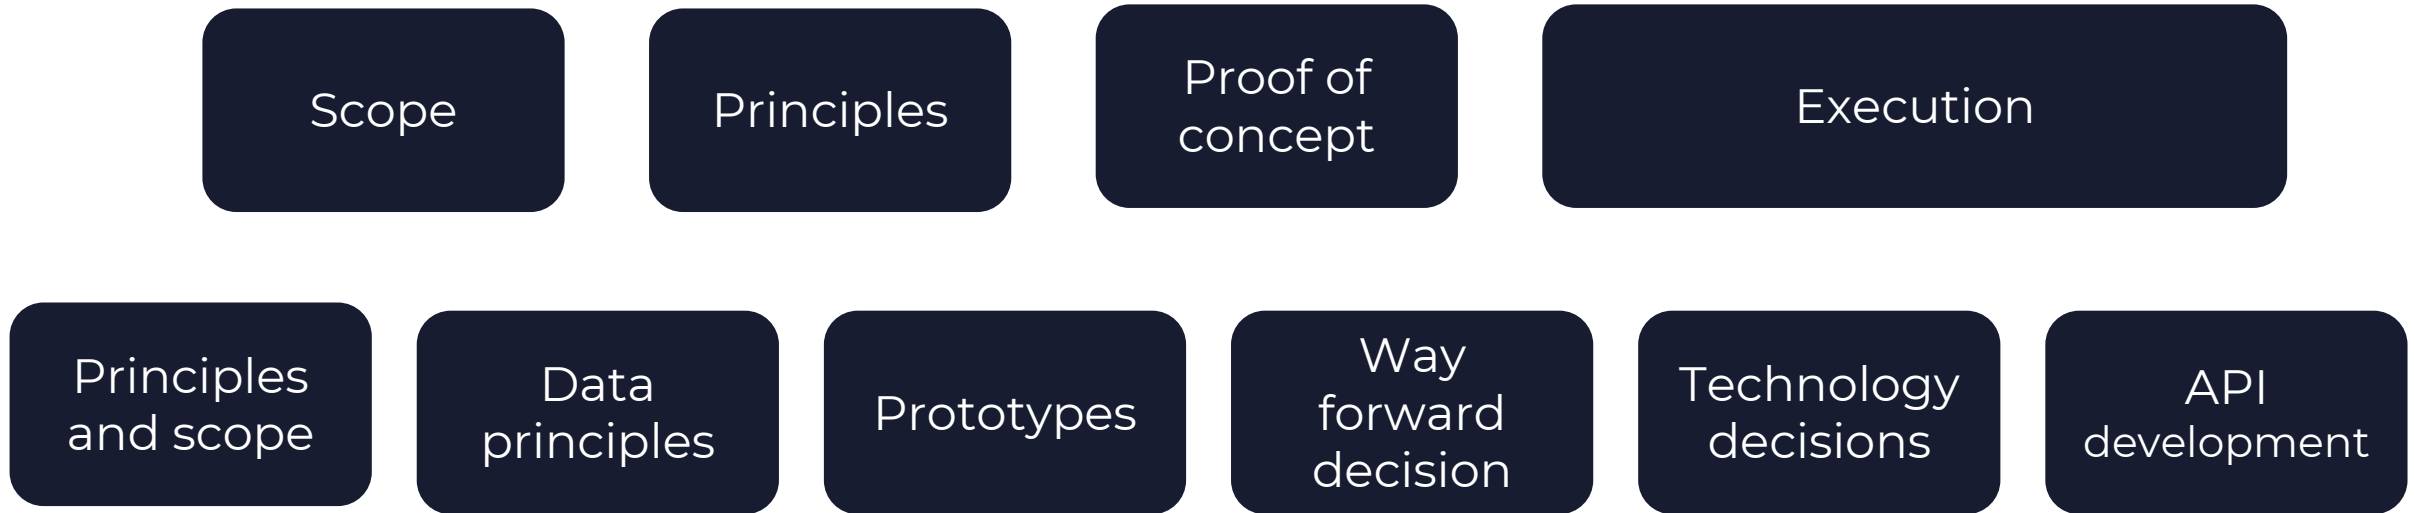 Scope
Principles
Proof of
concept
Execution
Principles
and scope
Data
principles
Prototypes
Way
forward
decision
Technology
decisions
API
development